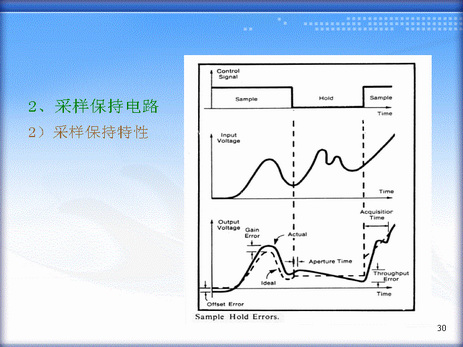 2、采样保持电路
2）采样保持特性
Control
Signal
Sample
Hold
Sample
Time
Input
Voltage
Time
Output
Voltage
Acquisition
Time
Gain
Error
Actual
Aperture Time
Ideal
Throughput
Error
Time
Offset Error
Sample Hold Errors.
30